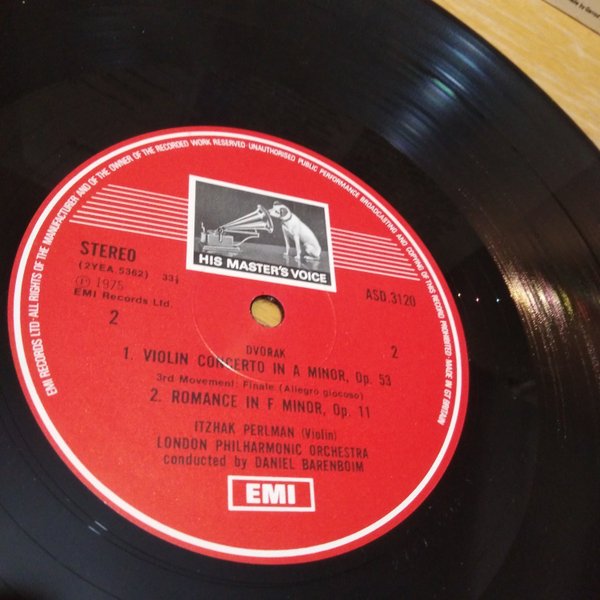 EMI RECORDS LTD · ALL RIGHTS OF THE MANUFACTURER AND OF THE OWNER OF THE RECORDED WORK RESERVED · UNAUTHORISED PUBLIC PERFORMANCE BROADCASTING AND COPYING OF THIS RECORD PROHIBITED · MADE IN GT BRITAIN
HIS MASTER'S VOICE
STEREO
(2YEA 5362) 33⅓
Ⓟ 1975
EMI Records Ltd.
ASD 3120
2
2
DVORAK
1. VIOLIN CONCERTO IN A MINOR, Op. 53
3rd Movement: Finale (Allegro giocoso)
2. ROMANCE IN F MINOR, Op. 11
ITZHAK PERLMAN (Violin)
LONDON PHILHARMONIC ORCHESTRA
conducted by DANIEL BARENBOIM
EMI